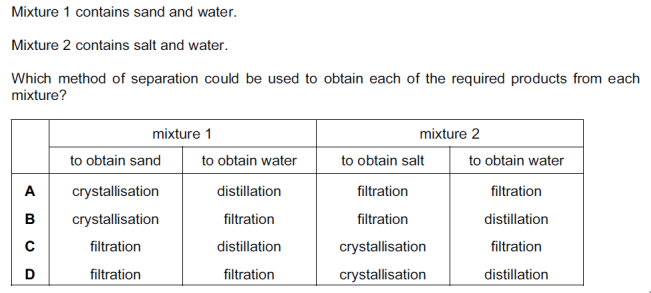 Mixture 1 contains sand and water.
Mixture 2 contains salt and water.
Which method of separation could be used to obtain each of the required products from each
mixture?
mixture 1 mixture 2
to obtain sand to obtain water to obtain salt to obtain water
A crystallisation distillation filtration filtration
B crystallisation filtration filtration distillation
C filtration distillation crystallisation filtration
D filtration filtration crystallisation distillation